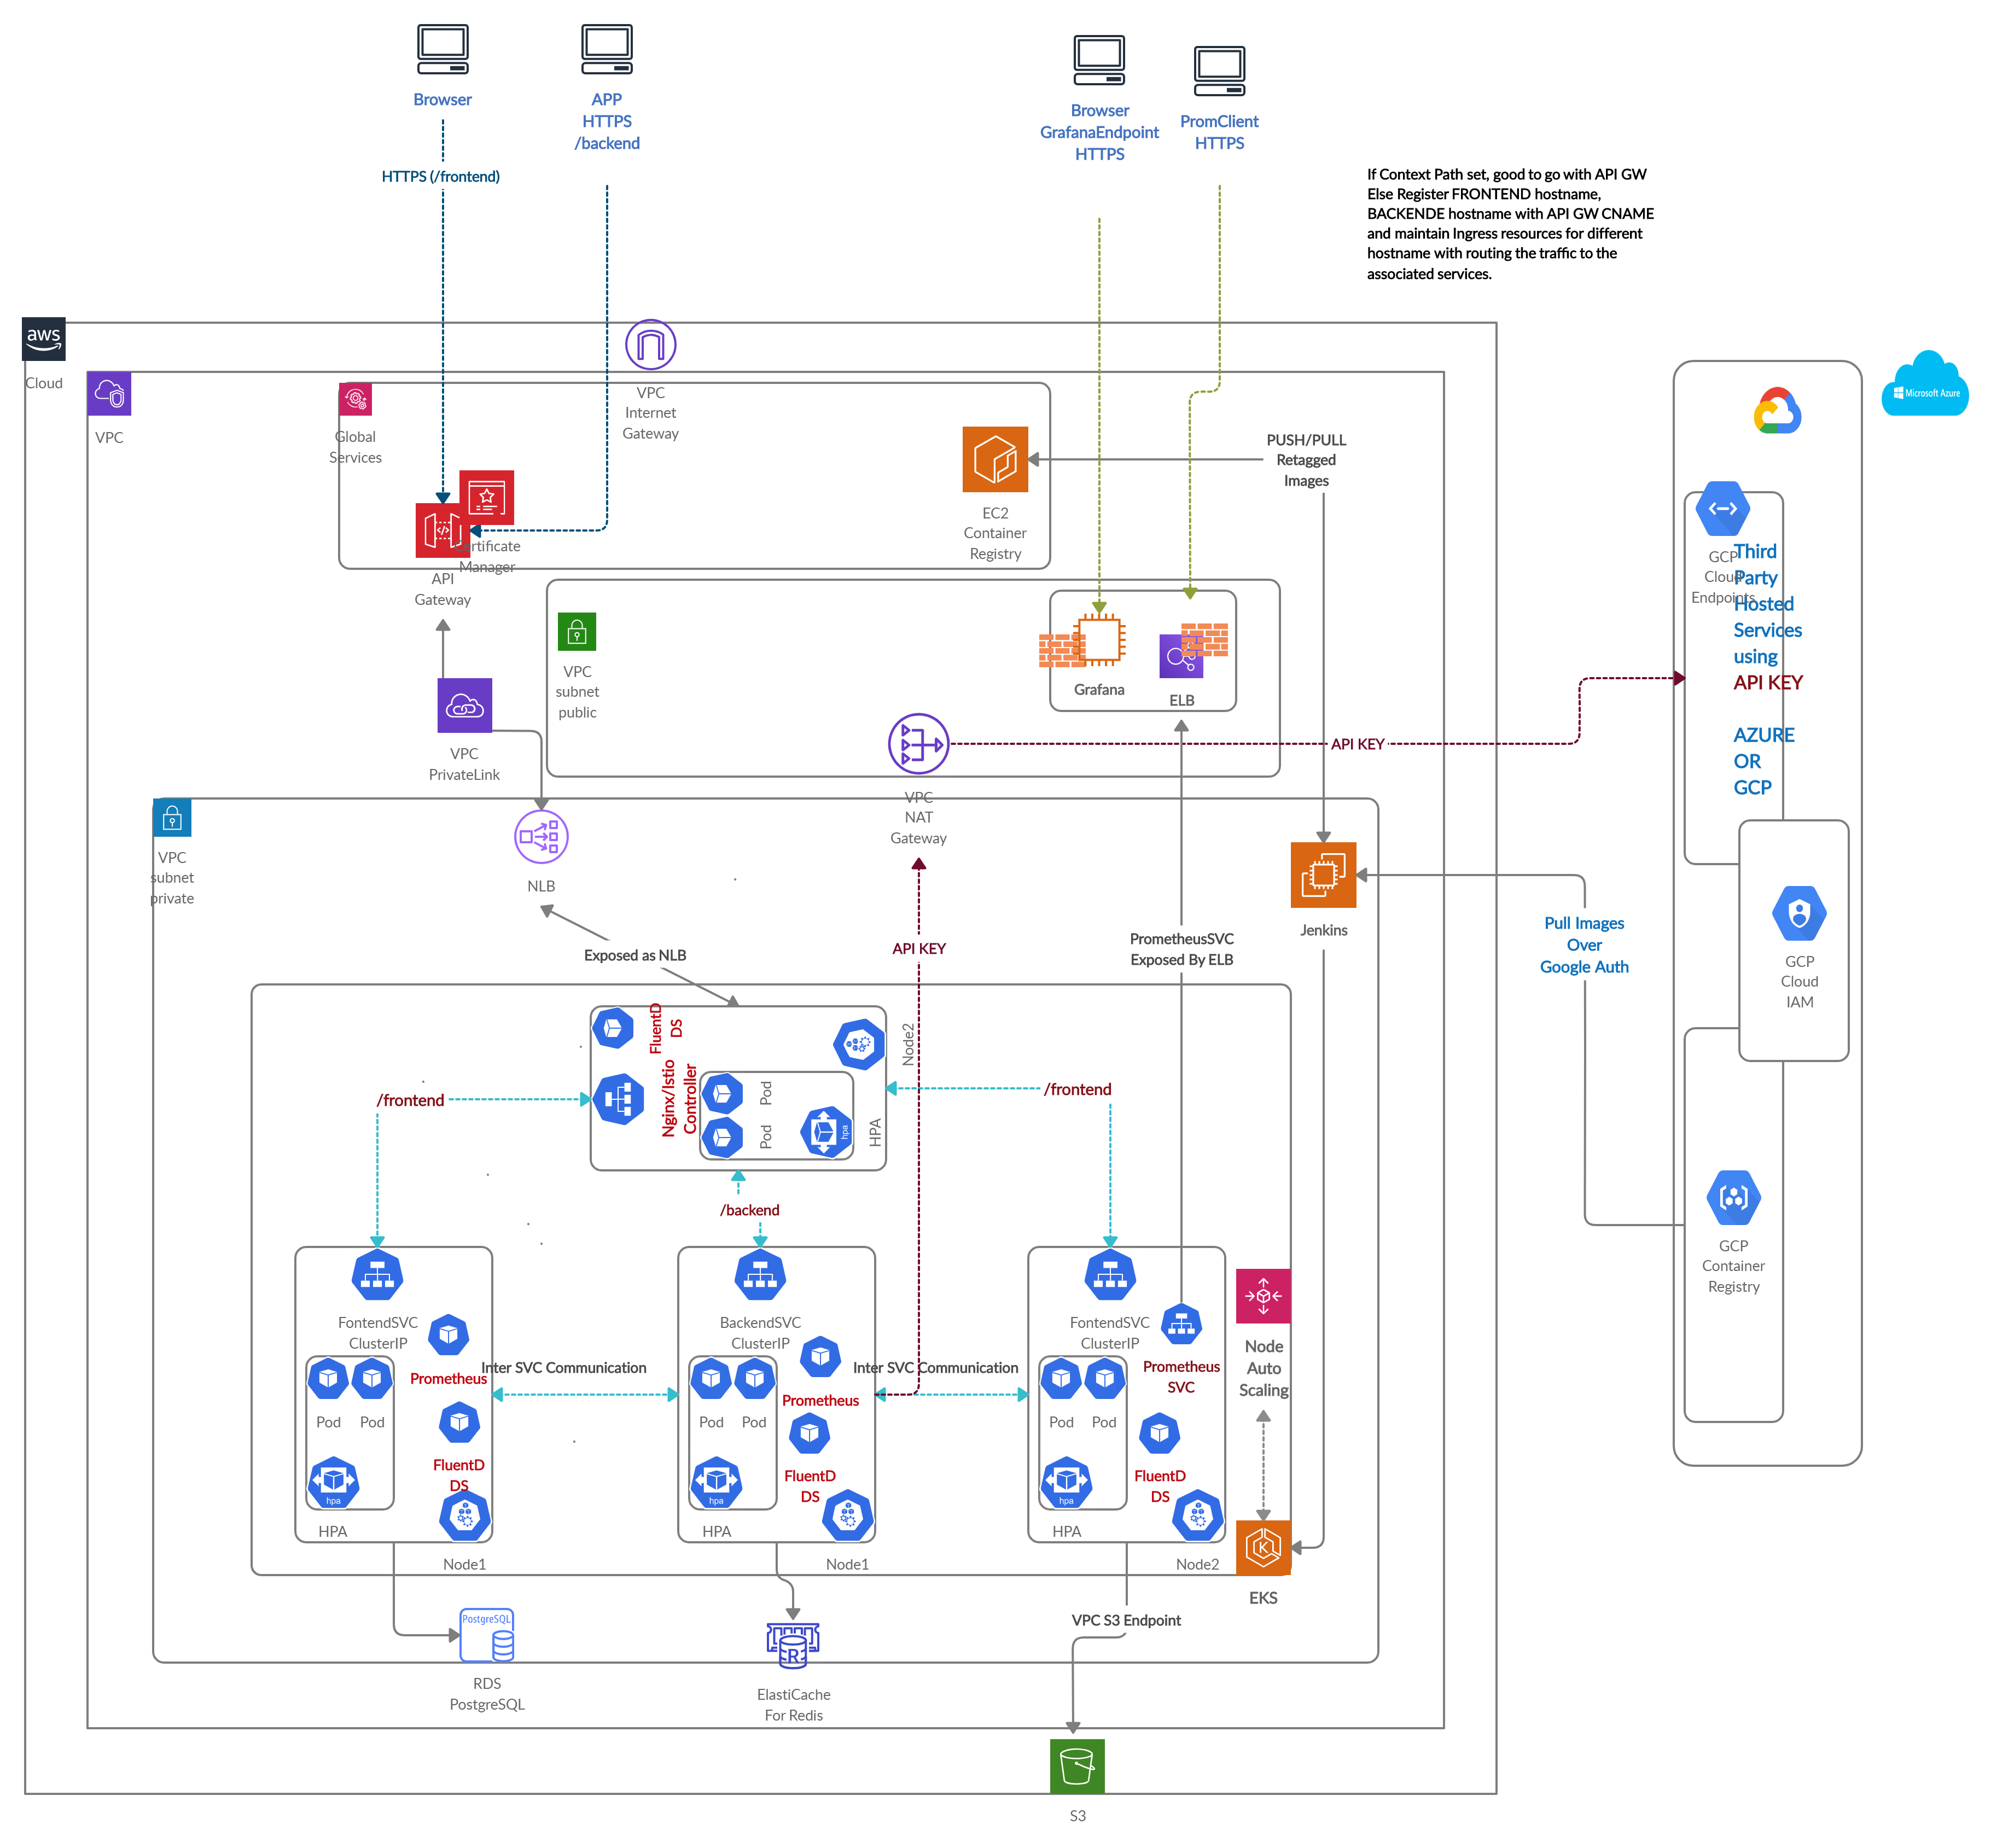 Browser
HTTPS (/frontend)
APP
HTTPS
/backend
Browser
GrafanaEndpoint
HTTPS
PromClient
HTTPS
If Context Path set, good to go with API GW
Else Register FRONTEND hostname,
BACKENDE hostname with API GW CNAME
and maintain Ingress resources for different
hostname with routing the traffic to the
associated services.
aws
Cloud
VPC
VPC
Internet
Gateway
Global
Services
Certificate
Manager
API
Gateway
EC2
Container
Registry
PUSH/PULL
Retagged
Images
Microsoft Azure
GCP
Cloud
Endpoints
Third
Party
Hosted
Services
using
API KEY
AZURE
OR
GCP
VPC
subnet
public
Grafana
ELB
VPC
PrivateLink
API KEY
VPC
NAT
Gateway
VPC
subnet
private
NLB
Jenkins
Exposed as NLB
API KEY
PrometheusSVC
Exposed By ELB
Pull Images
Over
Google Auth
GCP
Cloud
IAM
FluentD
DS
Node2
Nginx/Istio
Controller
Pod
Pod
hpa
HPA
/frontend
/frontend
/backend
GCP
Container
Registry
FontendSVC
ClusterIP
Prometheus
Pod
Pod
FluentD
DS
hpa
HPA
Node1
Inter SVC Communication
BackendSVC
ClusterIP
Prometheus
Pod
Pod
FluentD
DS
hpa
HPA
Node1
Inter SVC Communication
FontendSVC
ClusterIP
Prometheus
SVC
Pod
Pod
FluentD
DS
hpa
HPA
Node2
Node
Auto
Scaling
K
EKS
VPC S3 Endpoint
PostgreSQL
RDS
PostgreSQL
R
ElastiCache
For Redis
S3